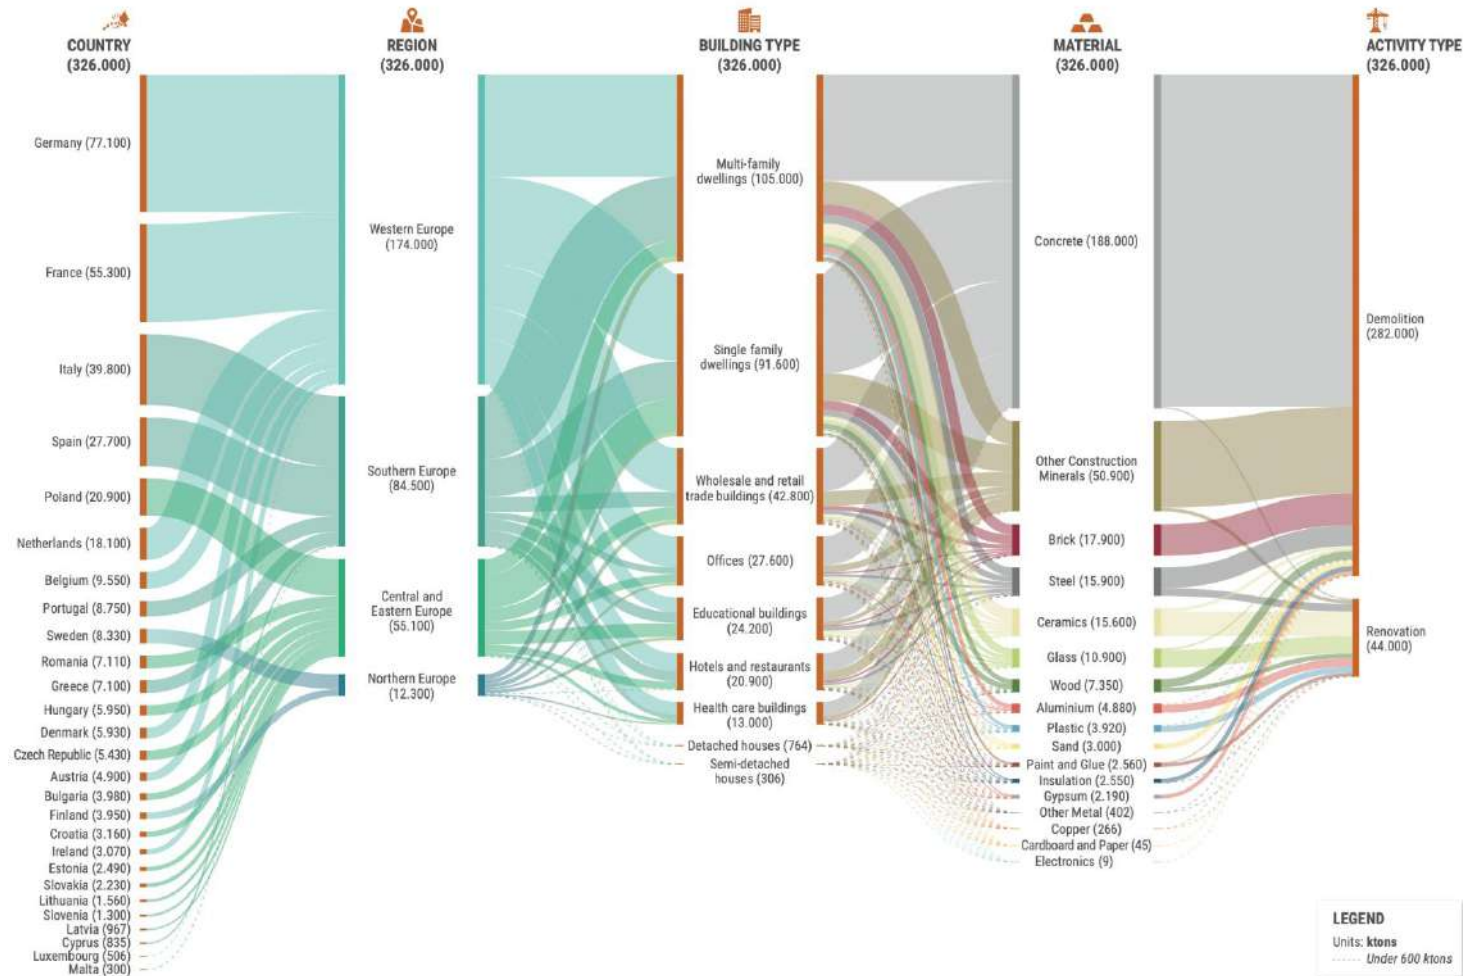 COUNTRY
(326.000)
Germany (77.100)
France (55.300)
Italy (39.800)
Spain (27.700)
Poland (20.900)
Netherlands (18.100)
Belgium (9.550)
Portugal (8.750)
Sweden (8.330)
Romania (7.110)
Greece (7.100)
Hungary (5.950)
Denmark (5.930)
Czech Republic (5.430)
Austria (4.900)
Bulgaria (3.980)
Finland (3.950)
Croatia (3.160)
Ireland (3.070)
Estonia (2.490)
Slovakia (2.230)
Lithuania (1.560)
Slovenia (1.300)
Latvia (967)
Cyprus (835)
Luxembourg (506)
Malta (300)
REGION
(326.000)
Western Europe
(174.000)
Southern Europe
(84.500)
Central and
Eastern Europe
(55.100)
Northern Europe
(12.300)
BUILDING TYPE
(326.000)
Multi-family
dwellings (105.000)
Single family
dwellings (91.600)
Wholesale and retail
trade buildings (42.800)
Offices (27.600)
Educational buildings
(24.200)
Hotels and restaurants
(20.900)
Health care buildings
(13.000)
Detached houses (764)
Semi-detached
houses (306)
MATERIAL
(326.000)
Concrete (188.000)
Other Construction
Minerals (50.900)
Brick (17.900)
Steel (15.900)
Ceramics (15.600)
Glass (10.900)
Wood (7.350)
Aluminium (4.880)
Plastic (3.920)
Sand (3.000)
Paint and Glue (2.560)
Insulation (2.550)
Gypsum (2.190)
Other Metal (402)
Copper (266)
Cardboard and Paper (45)
Electronics (9)
ACTIVITY TYPE
(326.000)
Demolition
(282.000)
Renovation
(44.000)
LEGEND
Units: ktons
Under 600 ktons